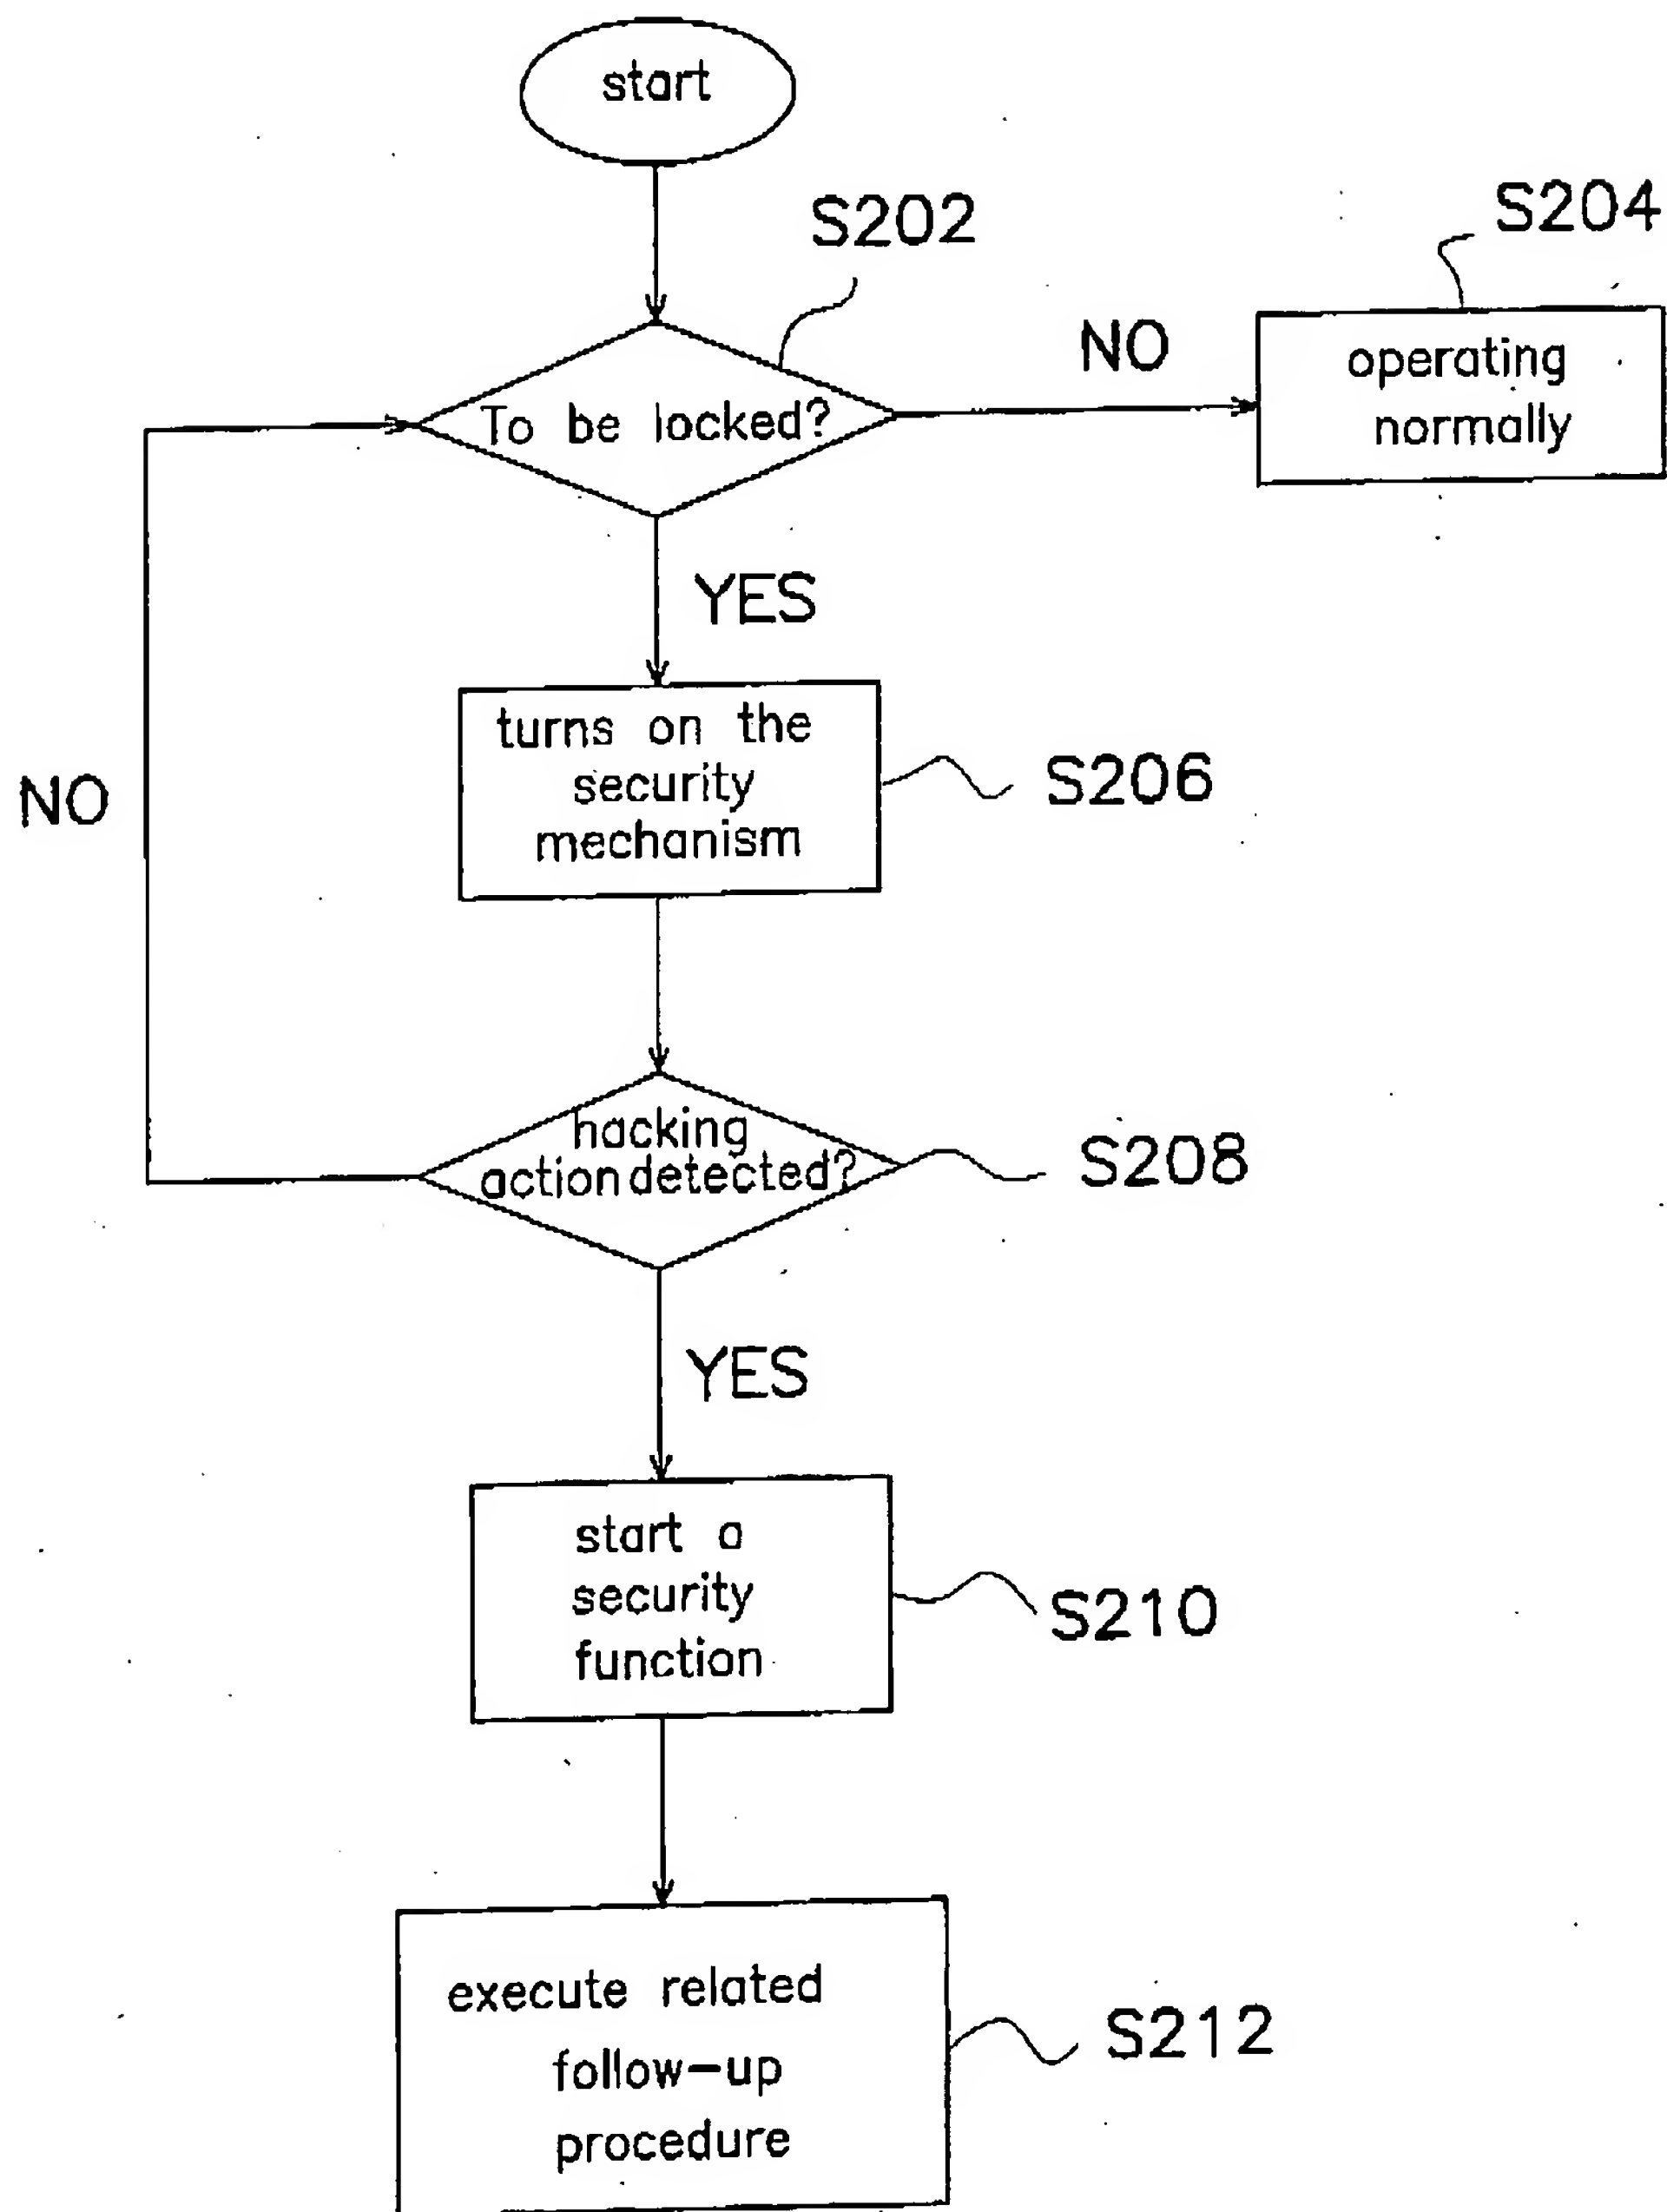 start
S202
S204
To be locked?
NO
operating
normally
YES
turns on the
security
mechanism
S206
NO
hacking
action detected?
S208
YES
start a
security
function
S210
execute related
follow-up
procedure
S212